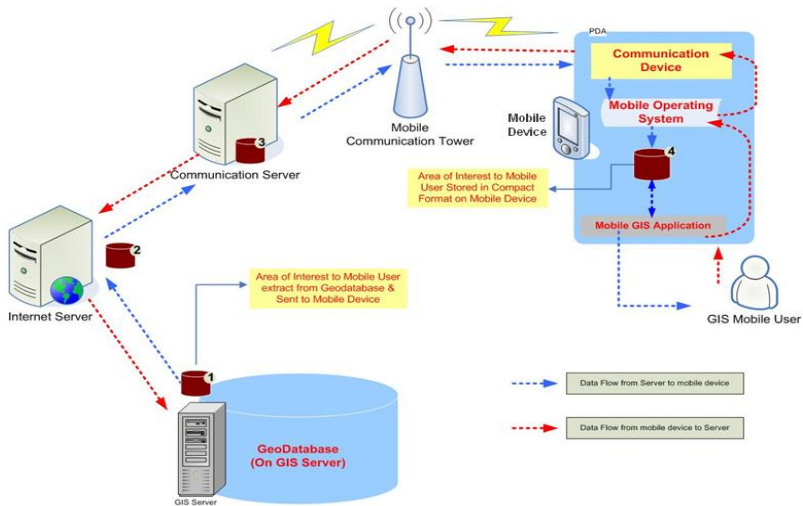 PDA
Communication
Device
Mobile Operating
System
Mobile
Device
Mobile
Communication Tower
3
Communication Server
4
Area of Interest to Mobile
User Stored in Compact
Format on Mobile Device
Mobile GIS Application
2
Internet Server
Area of Interest to Mobile User
extract from Geodatabase &
Sent to Mobile Device
GIS Mobile User
1
GeoDatabase
(On GIS Server)
GIS Server
Data Flow from Server to mobile device
Data Flow from mobile device to Server